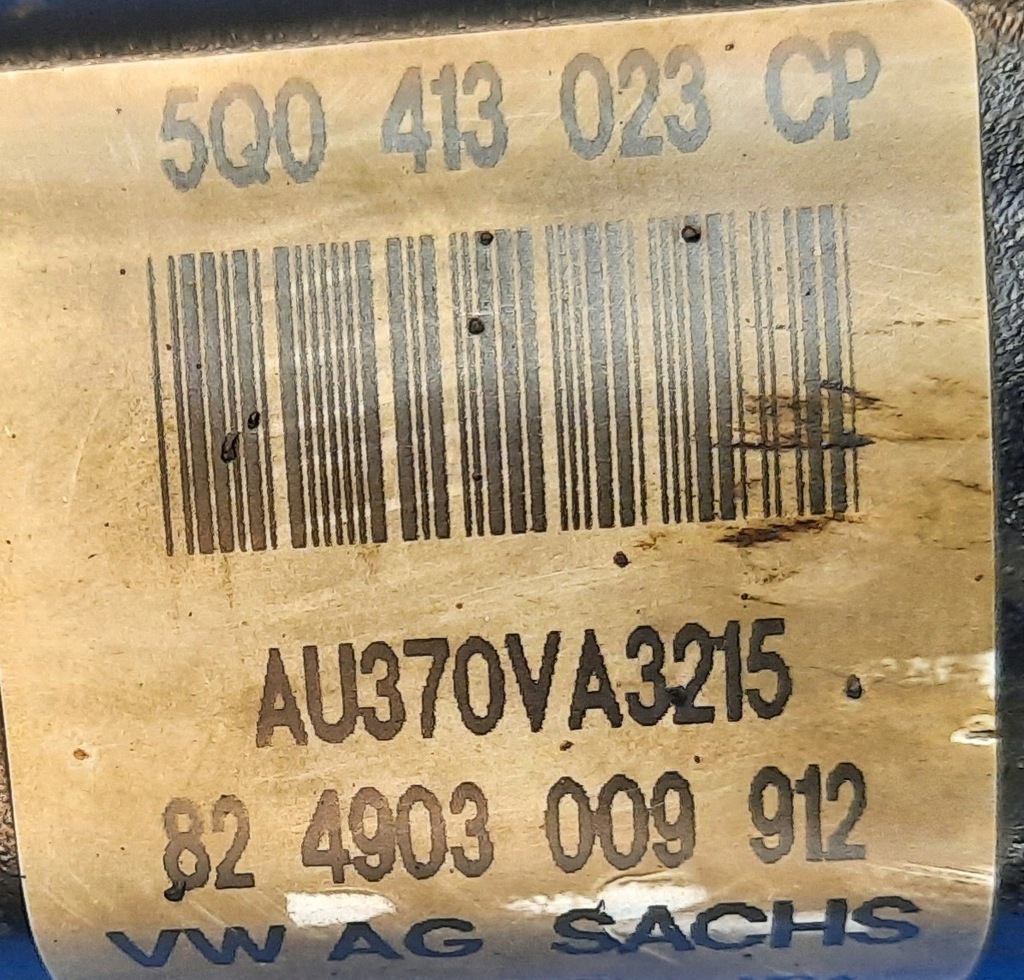 5Q0 413 023 CP
AU370VA3215
82 4903 009 912
VW AG SACHS